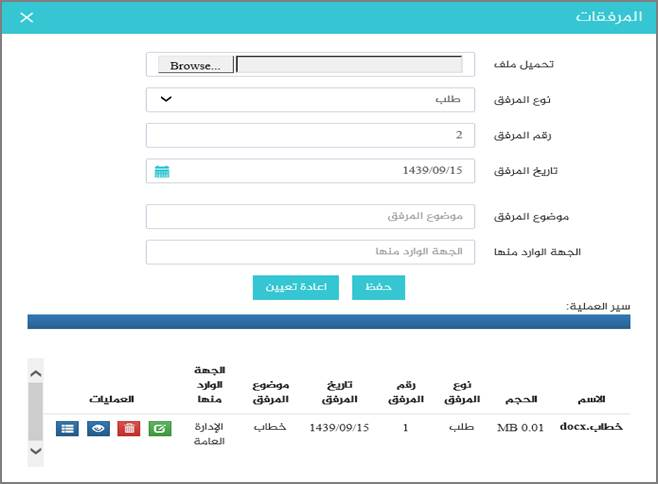 المرفقات
تحميل ملف Browse...
نوع المرفق طلب
رقم المرفق 2
تاريخ المرفق 1439/09/15
موضوع المرفق موضوع المرفق
الجهة الوارد منها الجهة الوارد منها
حفظ اعادة تعيين
سير العملية:
الاسم الحجم نوع المرفق رقم المرفق تاريخ المرفق موضوع المرفق الجهة الوارد منها العمليات
خطاب.docx 0.01 MB طلب 1 1439/09/15 خطاب الإدارة العامة